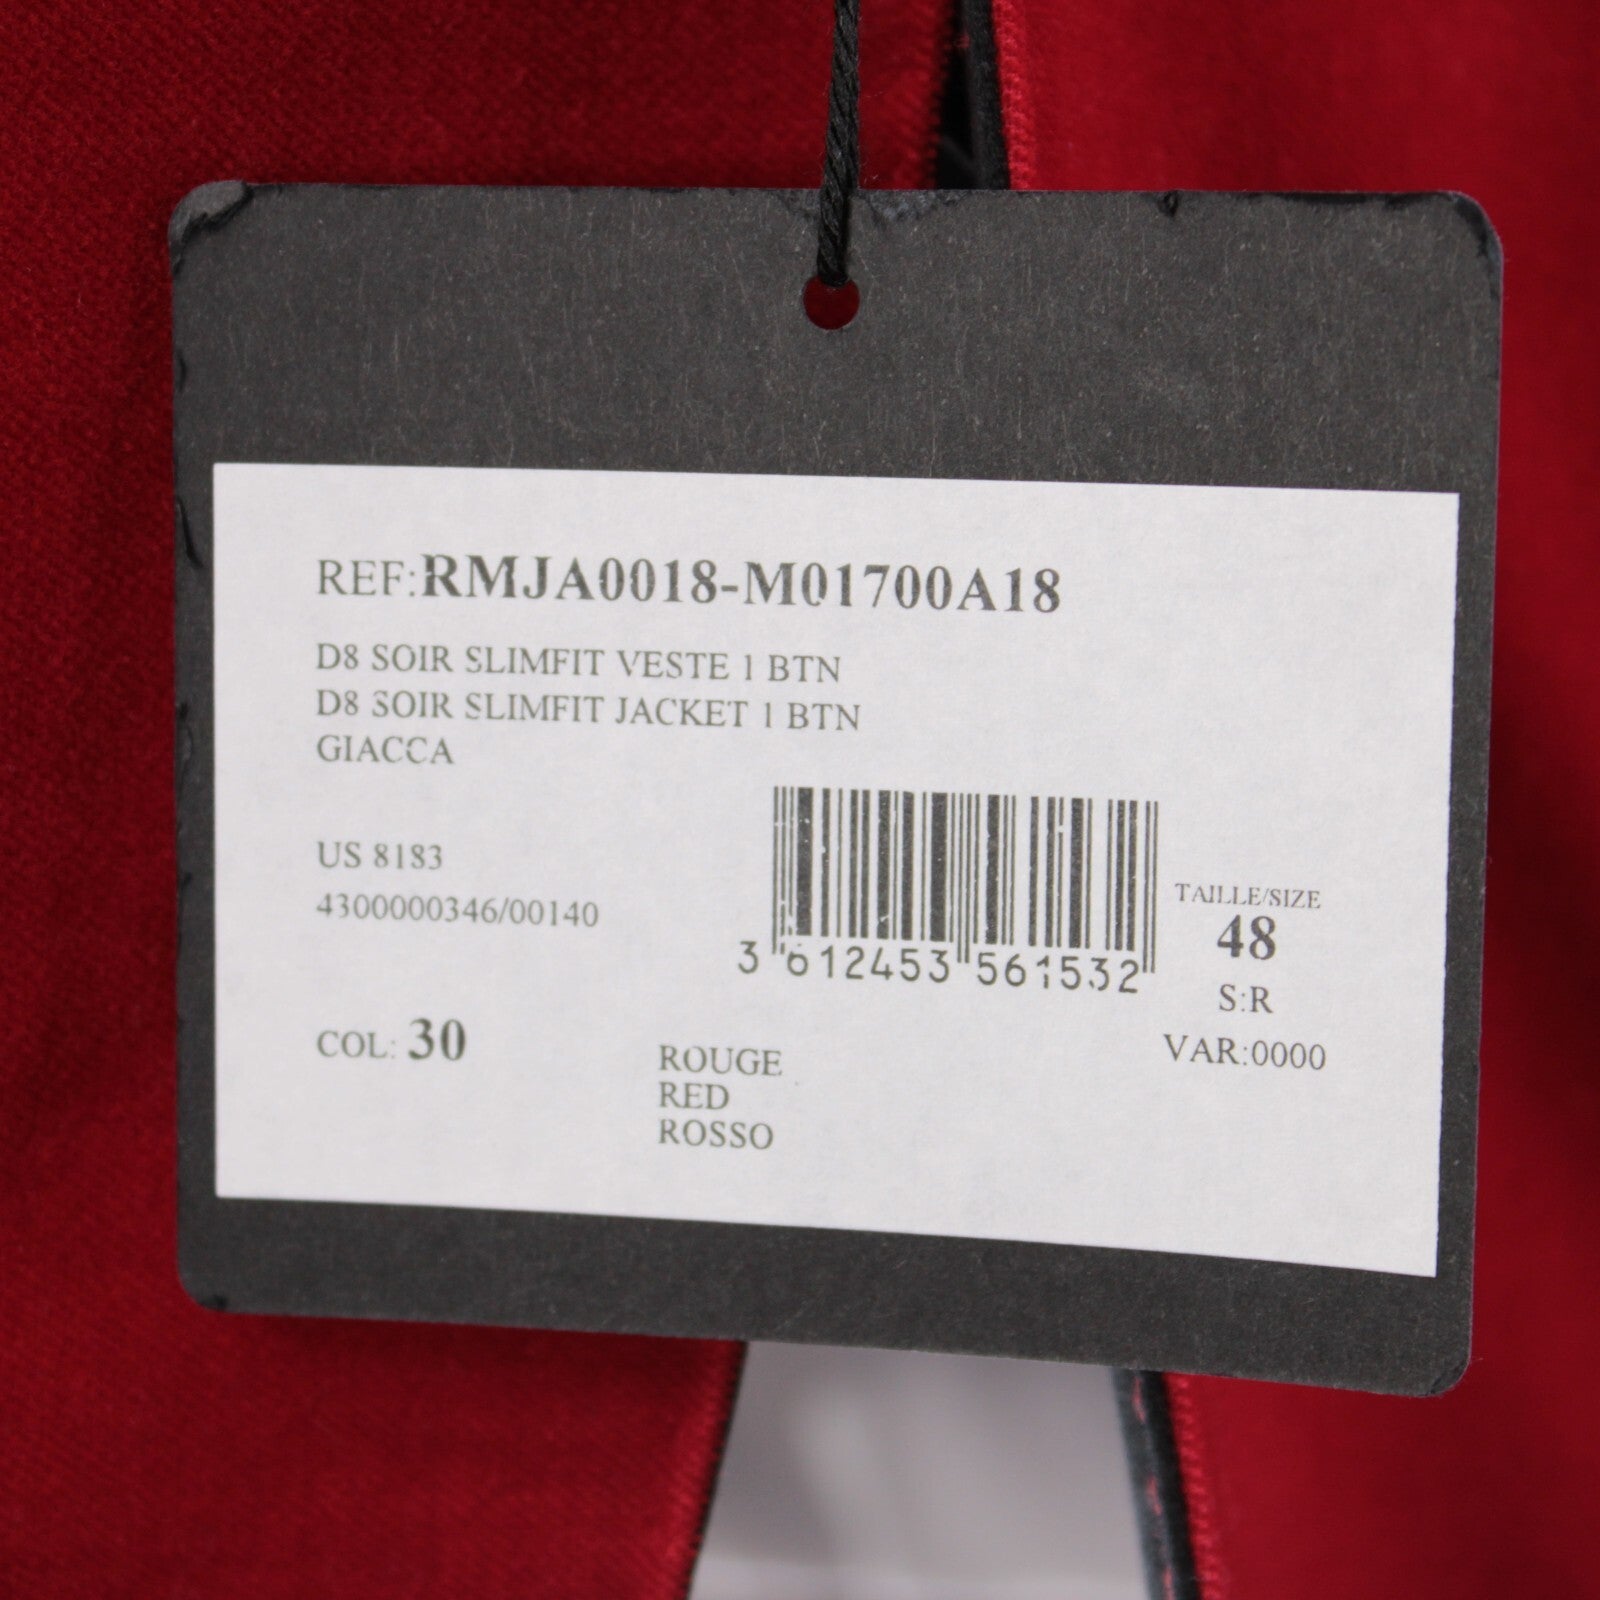 REF:RMJA0018-M01700A18
D8 SOIR SLIMFIT VESTE 1 BTN
D8 SOIR SLIMFIT JACKET 1 BTN
GIACCA
US 8183
4300000346/00140
3 612453 561532
TAILLE/SIZE
48
S:R
COL: 30
VAR:0000
ROUGE
RED
ROSSO